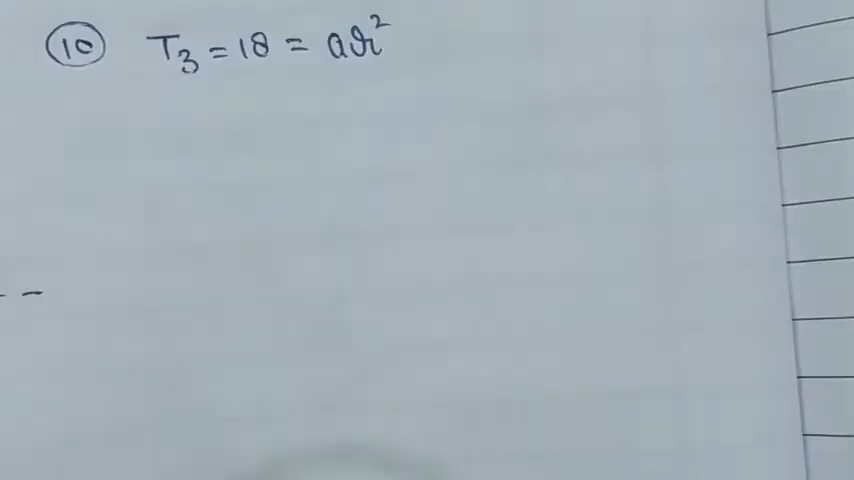 (10) T₃ = 18 = ar²
--